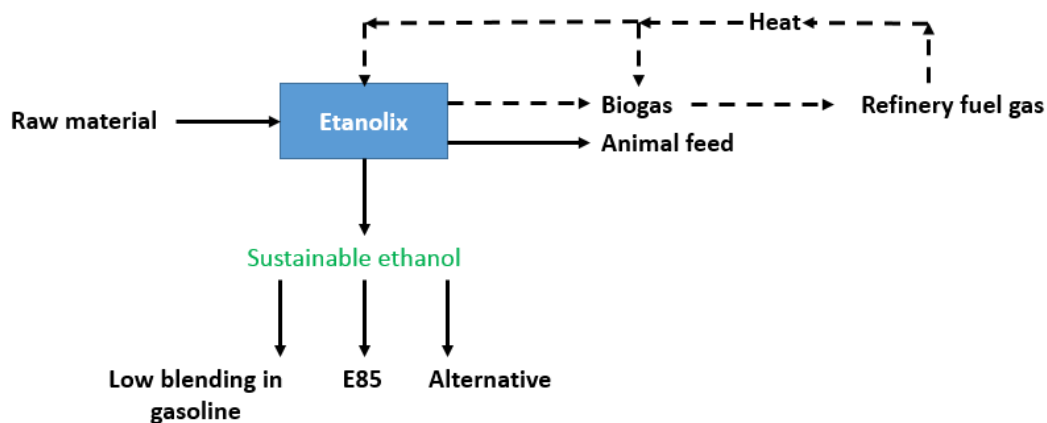 Heat
Raw material
Etanolix
Biogas
Refinery fuel gas
Animal feed
Sustainable ethanol
Low blending in
gasoline
E85
Alternative